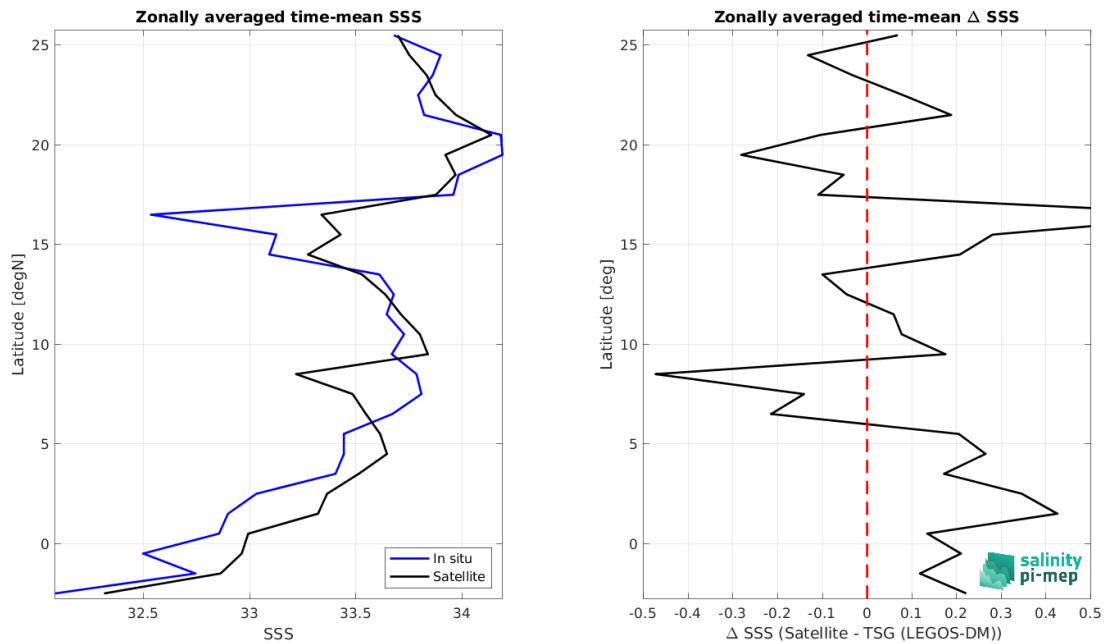 Zonally averaged time-mean SSS
25
20
15
10
5
0
Latitude [degN]
32.5
33
33.5
34
SSS
In situ
Satellite
Zonally averaged time-mean Δ SSS
25
20
15
10
5
0
Latitude [deg]
-0.5
-0.4
-0.3
-0.2
-0.1
0
0.1
0.2
0.3
0.4
0.5
Δ SSS (Satellite - TSG (LEGOS-DM))
salinity
pi-mep